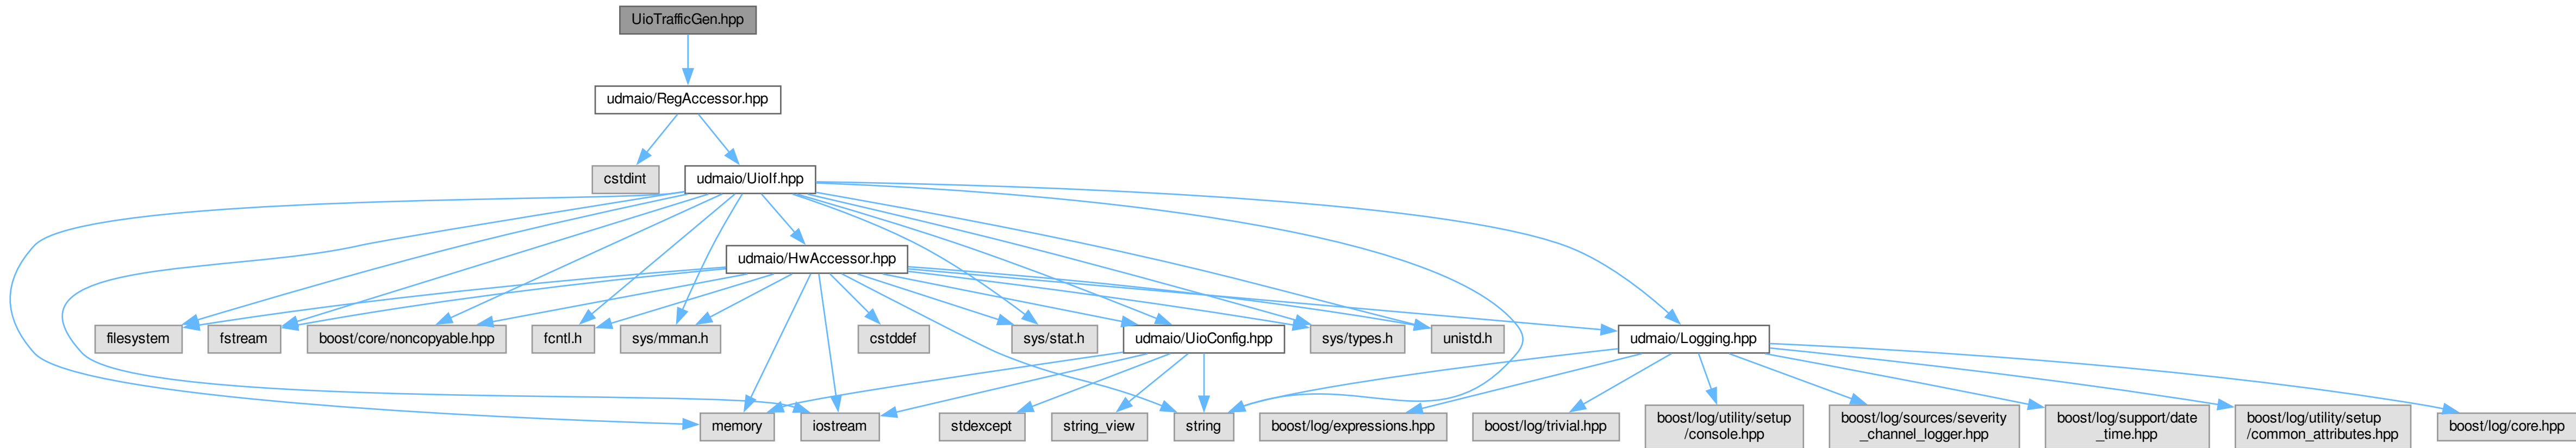 UioTrafficGen.hpp
udmaio/RegAccessor.hpp
cstdint
udmaio/UioIf.hpp
udmaio/HwAccessor.hpp
filesystem
fstream
boost/core/noncopyable.hpp
fcntl.h
sys/mman.h
cstddef
sys/stat.h
udmaio/UioConfig.hpp
sys/types.h
unistd.h
udmaio/Logging.hpp
memory
iostream
stdexcept
string_view
string
boost/log/expressions.hpp
boost/log/trivial.hpp
boost/log/utility/setup
/console.hpp
boost/log/sources/severity
_channel_logger.hpp
boost/log/support/date
_time.hpp
boost/log/utility/setup
/common_attributes.hpp
boost/log/core.hpp